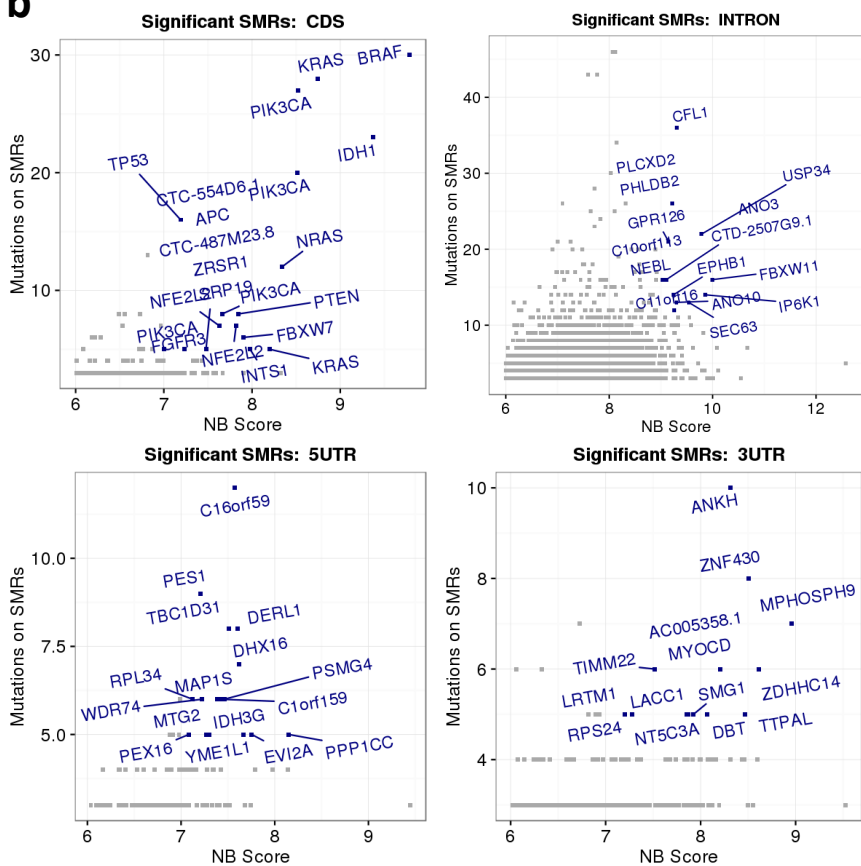 b
Significant SMRs: CDS
Mutations on SMRs
30
20
10
BRAF
KRAS
PIK3CA
IDH1
TP53
CTC-554D6.1
PIK3CA
APC
CTC-487M23.8
NRAS
ZRSR1
NFE2L2
SRP19
PIK3CA
PTEN
PIK3CA
FGFR3
FBXW7
NFE2L2
INTS1
KRAS
6
7
8
9
NB Score
Significant SMRs: INTRON
Mutations on SMRs
40
30
20
10
CFL1
PLCXD2
PHLDB2
USP34
ANO3
GPR126
CTD-2507G9.1
C10orf113
NEBL
EPHB1
FBXW11
C11orf16
ANO10
IP6K1
SEC63
6
8
10
12
NB Score
Significant SMRs: 5UTR
Mutations on SMRs
10.0
7.5
5.0
C16orf59
PES1
TBC1D31
DERL1
DHX16
RPL34
MAP1S
PSMG4
WDR74
MTG2
IDH3G
C1orf159
PEX16
YME1L1
EVI2A
PPP1CC
6
7
8
9
NB Score
Significant SMRs: 3UTR
Mutations on SMRs
10
8
6
4
ANKH
ZNF430
MPHOSPH9
AC005358.1
TIMM22
MYOCD
LRTM1
LACC1
SMG1
ZDHHC14
RPS24
NT5C3A
DBT
TTPAL
6
7
8
9
NB Score